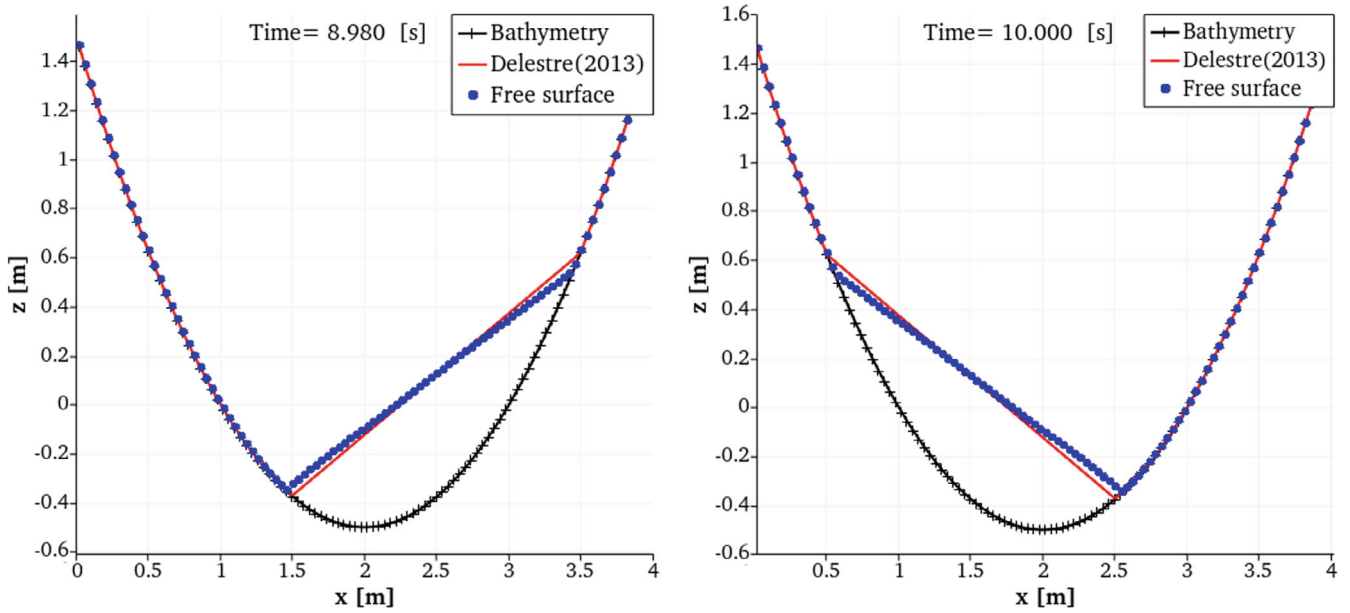 Time= 8.980 [s]
Bathymetry
Delestre(2013)
Free surface
1.4
1.2
1
0.8
0.6
0.4
0.2
0
-0.2
-0.4
-0.6
z [m]
0 0.5 1 1.5 2 2.5 3 3.5 4
x [m]
Time= 10.000 [s]
Bathymetry
Delestre(2013)
Free surface
1.6
1.4
1.2
1
0.8
0.6
0.4
0.2
0
-0.2
-0.4
-0.6
z [m]
0.5 1 1.5 2 2.5 3 3.5 4
x [m]